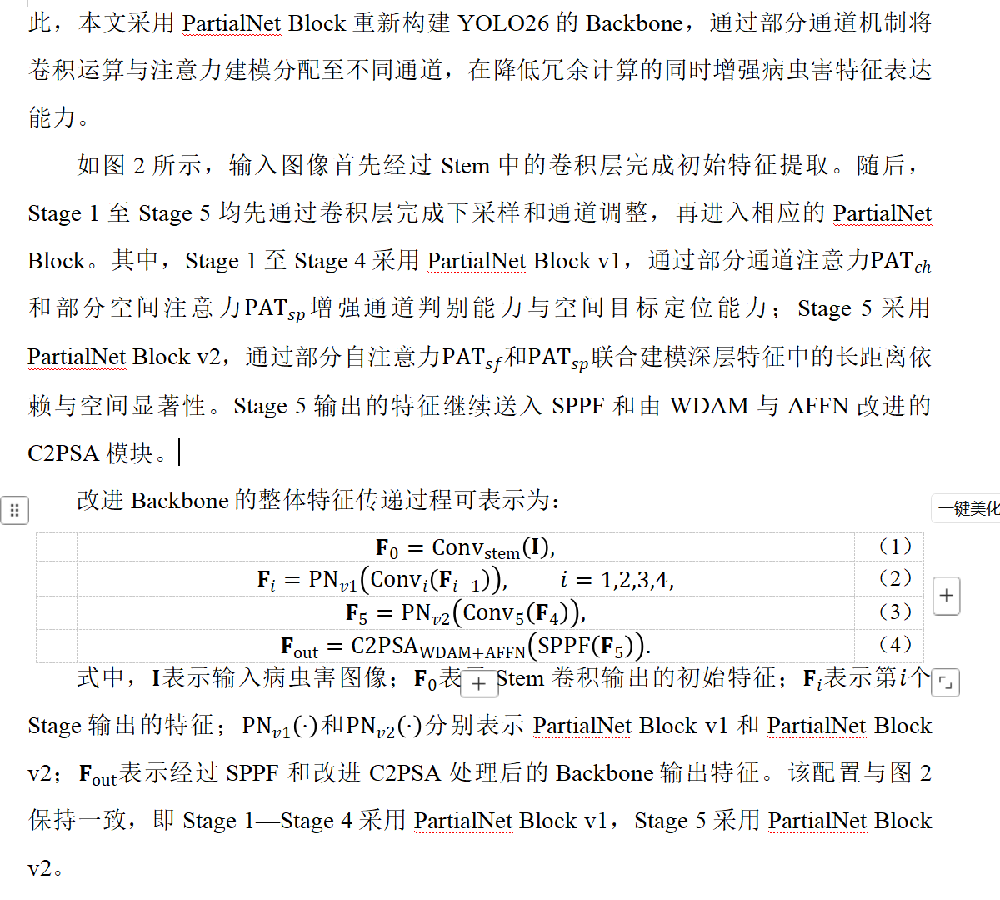 此，本文采用 PartialNet Block 重新构建 YOLO26 的 Backbone，通过部分通道机制将
卷积运算与注意力建模分配至不同通道，在降低冗余计算的同时增强病虫害特征表达
能力。
如图 2 所示，输入图像首先经过 Stem 中的卷积层完成初始特征提取。随后，
Stage 1 至 Stage 5 均先通过卷积层完成下采样和通道调整，再进入相应的 PartialNet
Block。其中，Stage 1 至 Stage 4 采用 PartialNet Block v1，通过部分通道注意力PAT_ch
和部分空间注意力PAT_sp增强通道判别能力与空间目标定位能力；Stage 5 采用
PartialNet Block v2，通过部分自注意力PAT_sf和PAT_sp联合建模深层特征中的长距离依
赖与空间显著性。Stage 5 输出的特征继续送入 SPPF 和由 WDAM 与 AFFN 改进的
C2PSA 模块。
改进 Backbone 的整体特征传递过程可表示为：
一键美化
F_0 = Conv_stem(I), （1）
F_i = PN_v1(Conv_i(F_{i−1})), i = 1,2,3,4, （2）
F_5 = PN_v2(Conv_5(F_4)), （3）
F_out = C2PSA_{WDAM+AFFN}(SPPF(F_5)). （4）
式中，I表示输入病虫害图像；F_0表 Stem 卷积输出的初始特征；F_i表示第i个
Stage 输出的特征；PN_v1(·)和PN_v2(·)分别表示 PartialNet Block v1 和 PartialNet Block
v2；F_out表示经过 SPPF 和改进 C2PSA 处理后的 Backbone 输出特征。该配置与图 2
保持一致，即 Stage 1—Stage 4 采用 PartialNet Block v1，Stage 5 采用 PartialNet Block
v2。